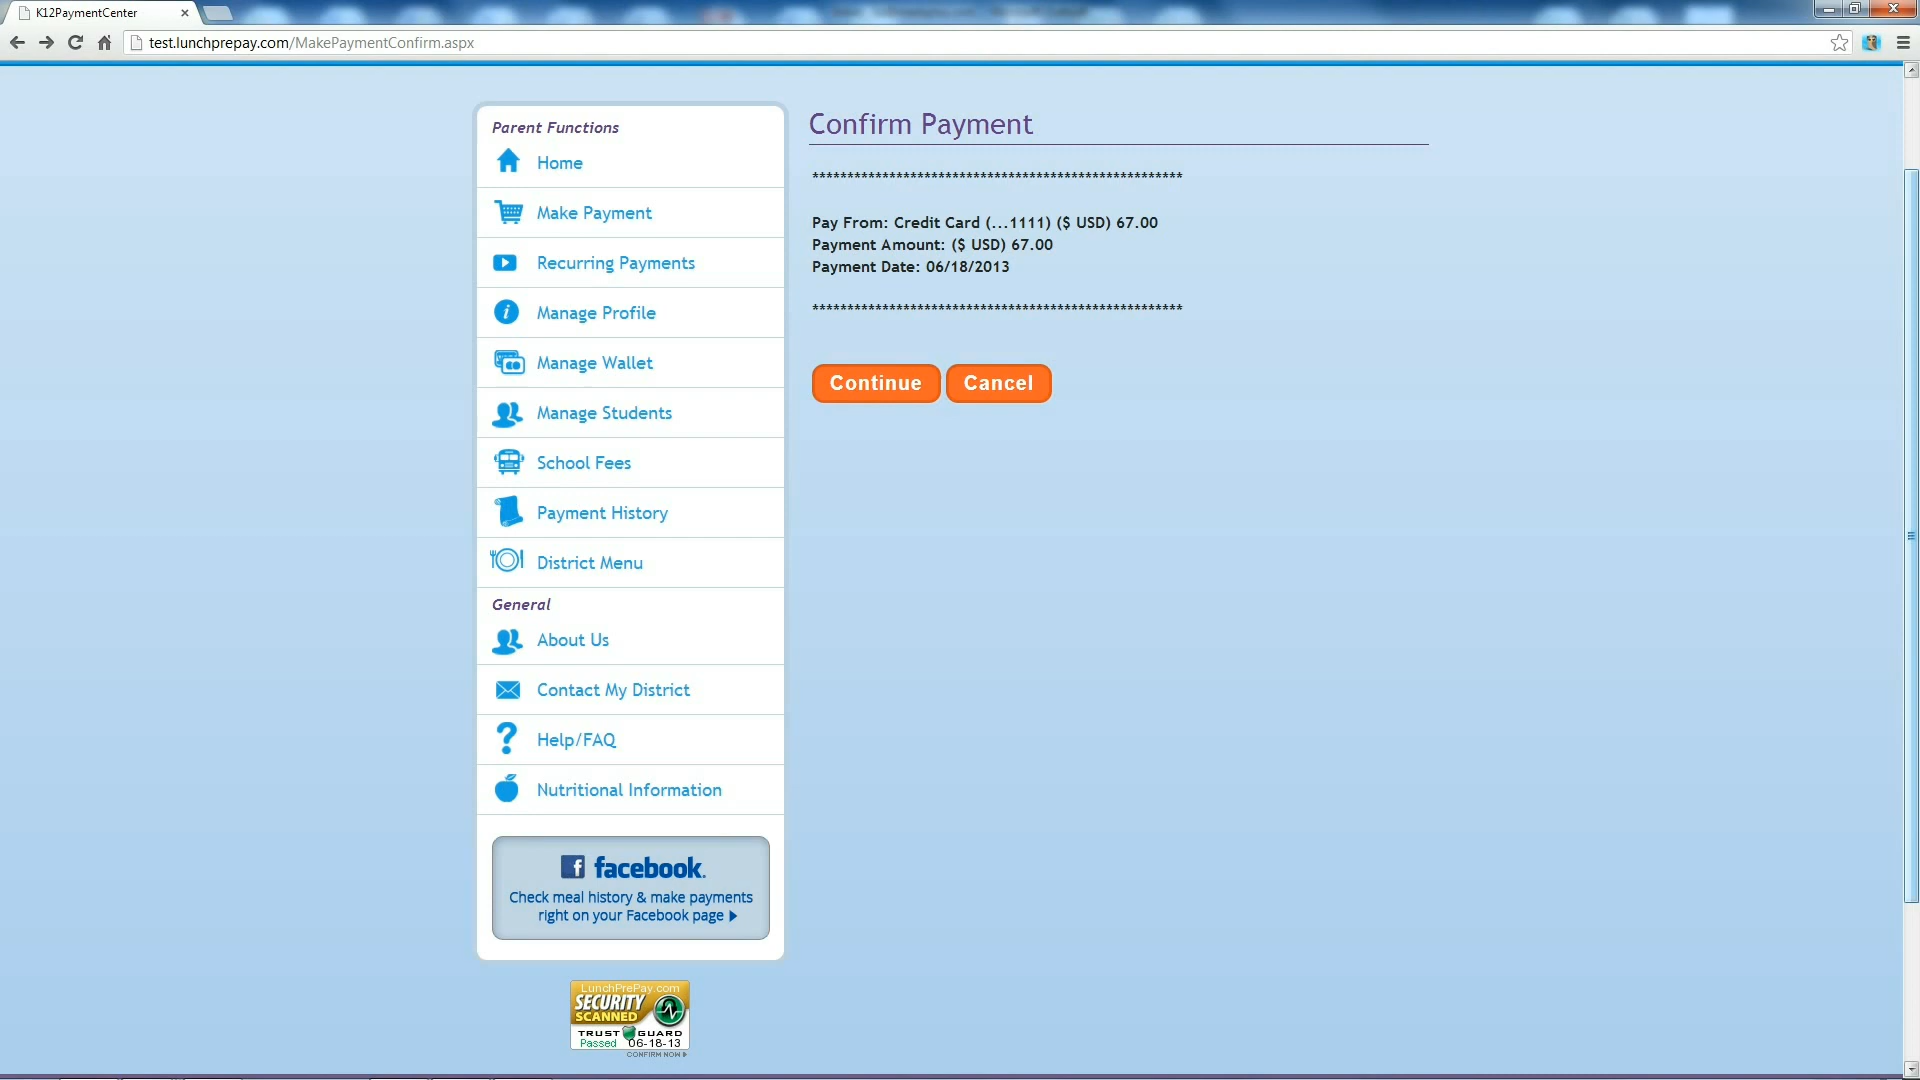 K12PaymentCenter
test.lunchprepay.com/MakePaymentConfirm.aspx
Parent Functions
Home
Make Payment
Recurring Payments
Manage Profile
Manage Wallet
Manage Students
School Fees
Payment History
District Menu
General
About Us
Contact My District
Help/FAQ
Nutritional Information
facebook.
Check meal history & make payments
right on your Facebook page
LunchPrePay.com
SECURITY
SCANNED
TRUST GUARD
Passed 06-18-13
CONFIRM NOW
Confirm Payment
*****************************************************
Pay From: Credit Card (...1111) ($ USD) 67.00
Payment Amount: ($ USD) 67.00
Payment Date: 06/18/2013
*****************************************************
Continue Cancel